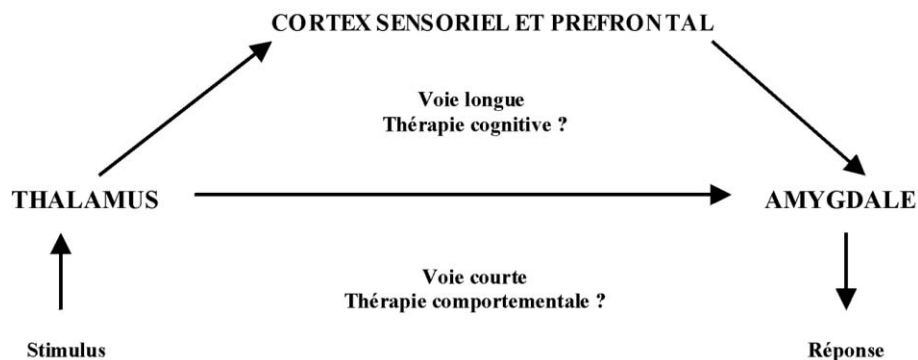 CORTEX SENSORIEL ET PREFRONTAL
Voie longue
Thérapie cognitive ?
THALAMUS
AMYGDALE
Voie courte
Thérapie comportementale ?
Stimulus
Réponse